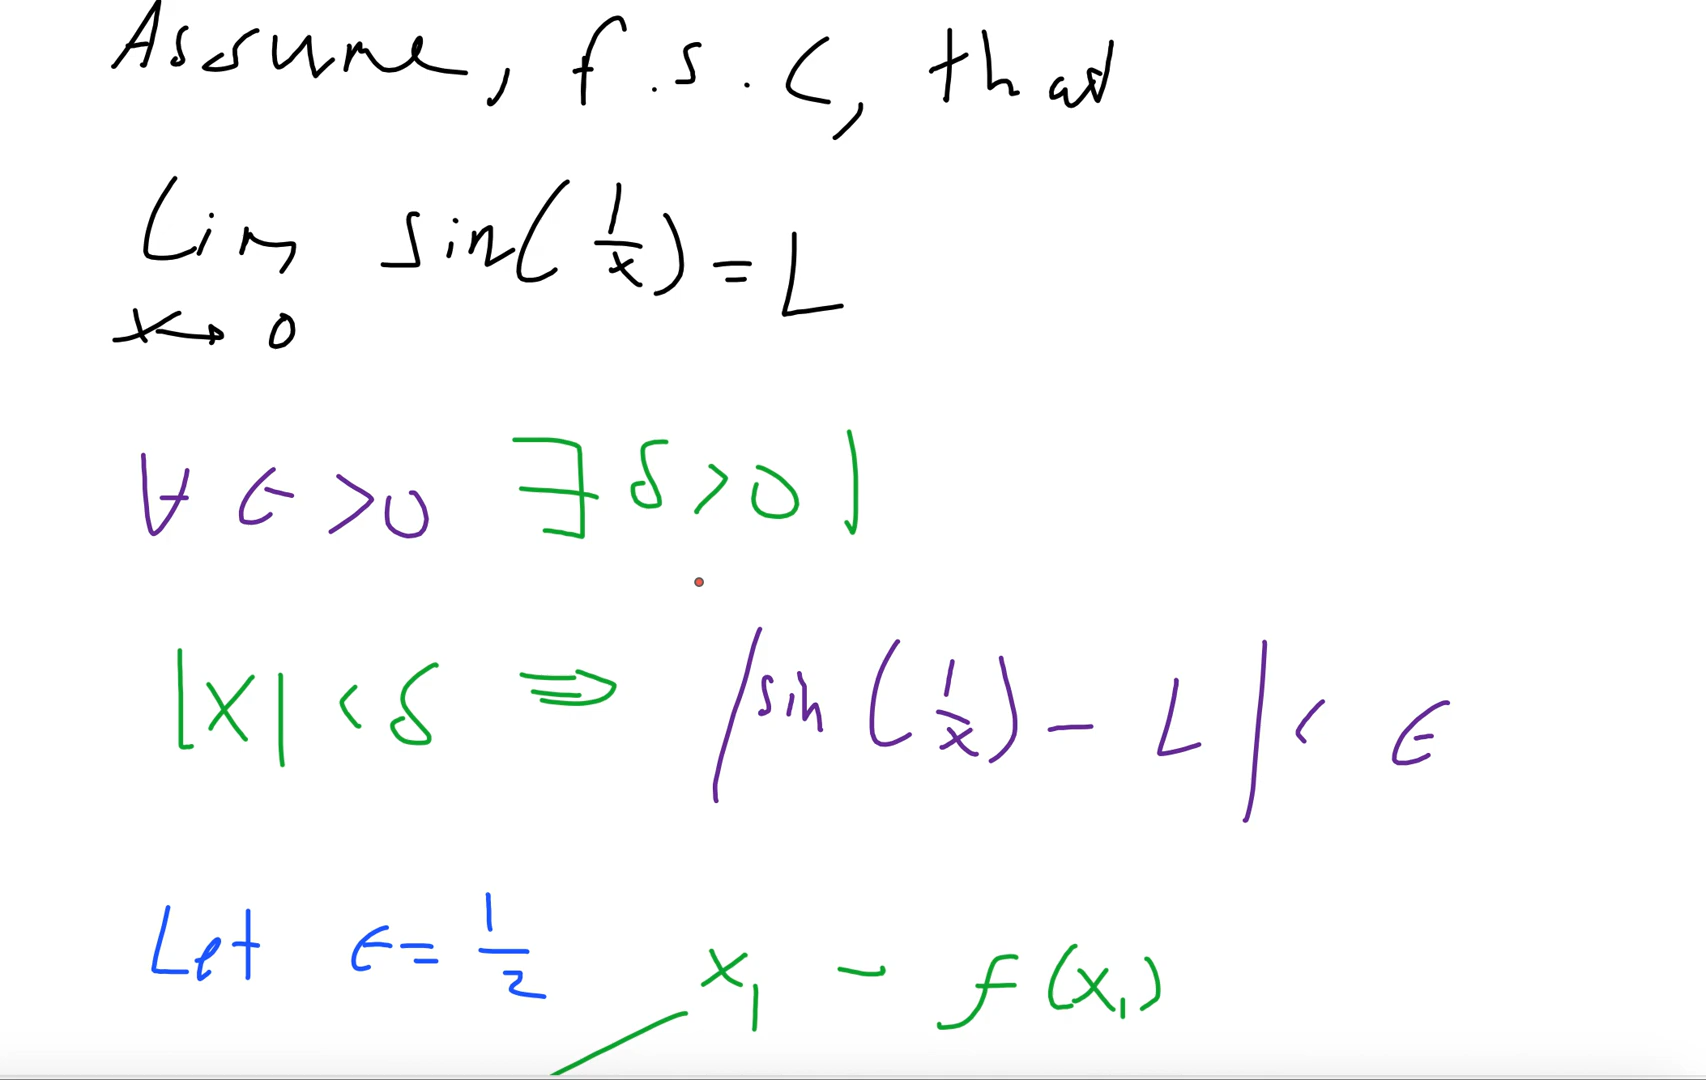 Assume, f.s.c, that
lim sin(1/x) = L
x→0
∀ ϵ >0 ∃ δ >0 )
|x| < δ ⇒ |sin(1/x) - L| < ϵ
Let ϵ = 1/2 x₁ - f(x₁)